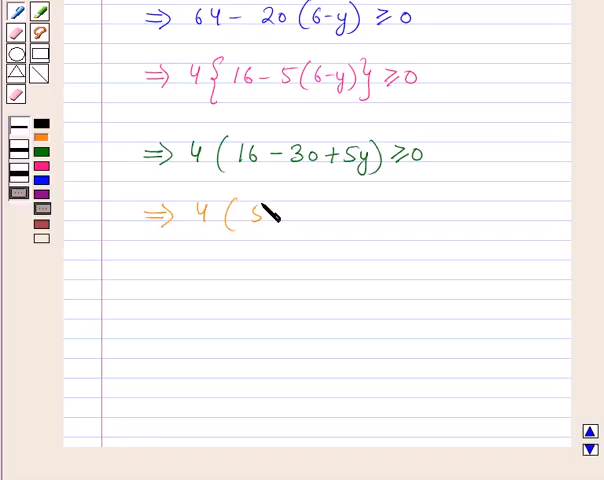 ⇒ 64 - 20 (6-y) ≥ 0
⇒ 4 { 16 - 5 (6-y) } ≥ 0
⇒ 4 ( 16 - 30 + 5y ) ≥ 0
⇒ 4 ( 5